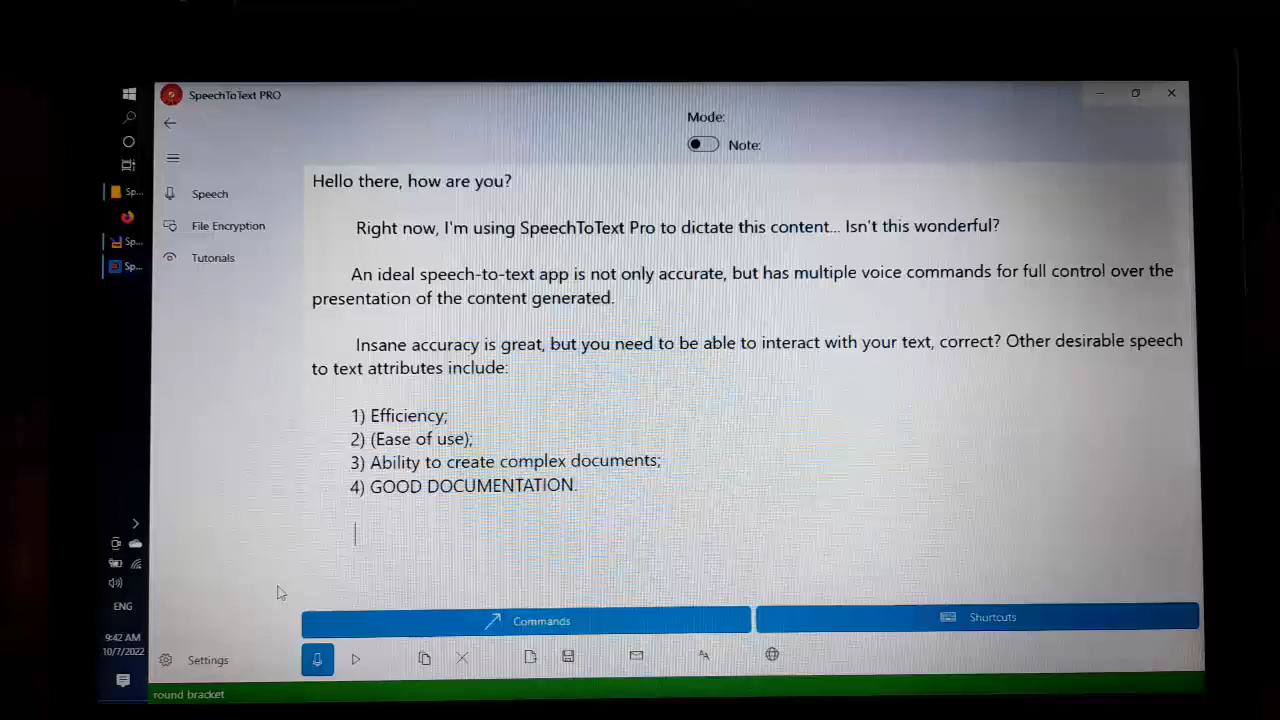 SpeechToText PRO
Mode:
Note:
Speech
File Encryption
Tutorials
Sp...
Sp...
Sp...
Hello there, how are you?
Right now, I'm using SpeechToText Pro to dictate this content... Isn't this wonderful?
An ideal speech-to-text app is not only accurate, but has multiple voice commands for full control over the
presentation of the content generated.
Insane accuracy is great, but you need to be able to interact with your text, correct? Other desirable speech
to text attributes include:
1) Efficiency;
2) (Ease of use);
3) Ability to create complex documents;
4) GOOD DOCUMENTATION.
Commands
Shortcuts
ENG
9:42 AM
10/7/2022
Settings
round bracket